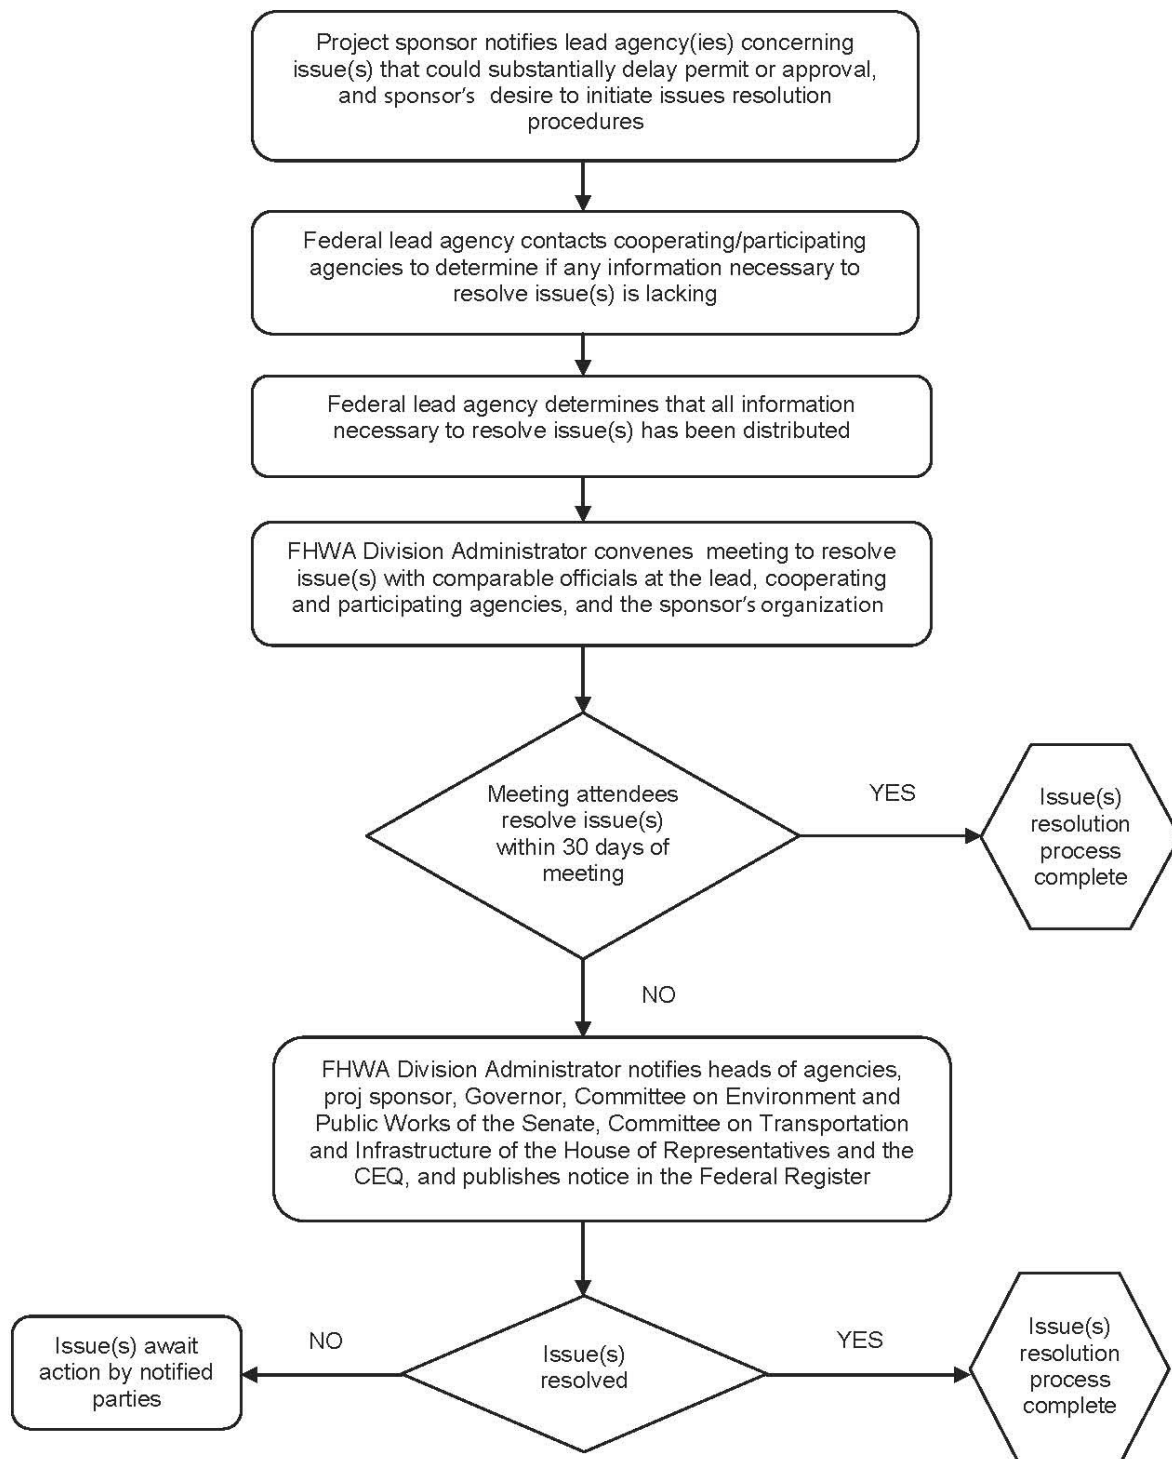 Project sponsor notifies lead agency(ies) concerning
issue(s) that could substantially delay permit or approval,
and sponsor's desire to initiate issues resolution
procedures
Federal lead agency contacts cooperating/participating
agencies to determine if any information necessary to
resolve issue(s) is lacking
Federal lead agency determines that all information
necessary to resolve issue(s) has been distributed
FHWA Division Administrator convenes meeting to resolve
issue(s) with comparable officials at the lead, cooperating
and participating agencies, and the sponsor's organization
Meeting attendees
resolve issue(s)
within 30 days of
meeting
YES
Issue(s)
resolution
process
complete
NO
FHWA Division Administrator notifies heads of agencies,
proj sponsor, Governor, Committee on Environment and
Public Works of the Senate, Committee on Transportation
and Infrastructure of the House of Representatives and the
CEQ, and publishes notice in the Federal Register
Issue(s) await
action by notified
parties
NO
Issue(s)
resolved
YES
Issue(s)
resolution
process
complete